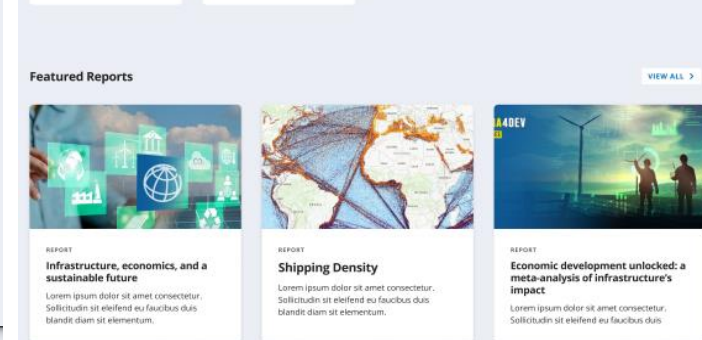 Featured Reports
VIEW ALL >
CO₂
A4DEV
REPORT
Infrastructure, economics, and a
sustainable future
Lorem ipsum dolor sit amet consectetur.
Sollicitudin sit eleifend eu faucibus duis
blandit diam sit elementum.
REPORT
Shipping Density
Lorem ipsum dolor sit amet consectetur.
Sollicitudin sit eleifend eu faucibus duis
blandit diam sit elementum.
REPORT
Economic development unlocked: a
meta-analysis of infrastructure's
impact
Lorem ipsum dolor sit amet consectetur.
Sollicitudin sit eleifend eu faucibus duis